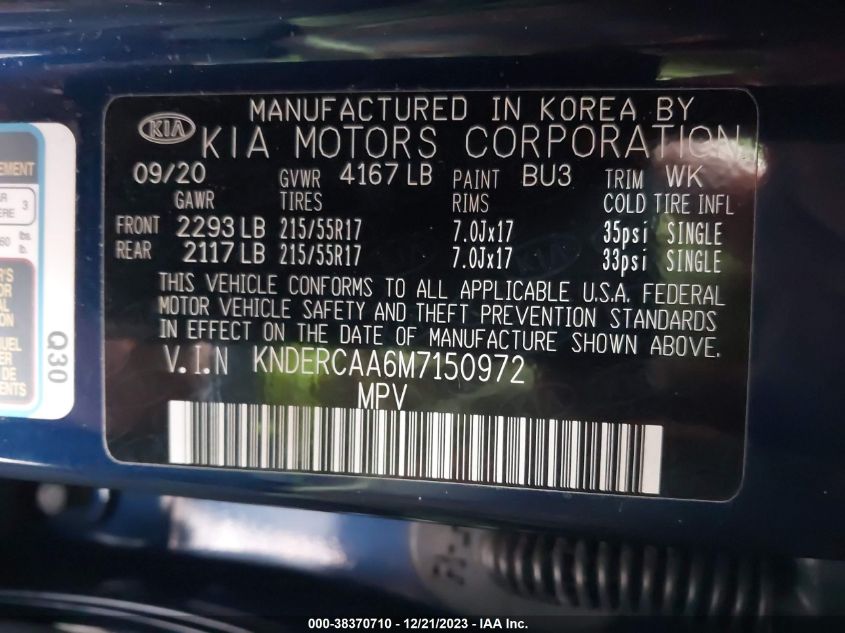 MANUFACTURED IN KOREA BY
KIA KIA MOTORS CORPORATION
09/20 GVWR 4167 LB PAINT BU3 TRIM WK
GAWR TIRES RIMS COLD TIRE INFL
FRONT 2293 LB 215/55R17 7.0Jx17 35psi SINGLE
REAR 2117 LB 215/55R17 7.0Jx17 33psi SINGLE
THIS VEHICLE CONFORMS TO ALL APPLICABLE U.S.A. FEDERAL
MOTOR VEHICLE SAFETY AND THEFT PREVENTION STANDARDS
IN EFFECT ON THE DATE OF MANUFACTURE SHOWN ABOVE.
V.I.N KNDERCAA6M7150972
MPV
Q30
000-38370710 - 12/21/2023 - IAA Inc.